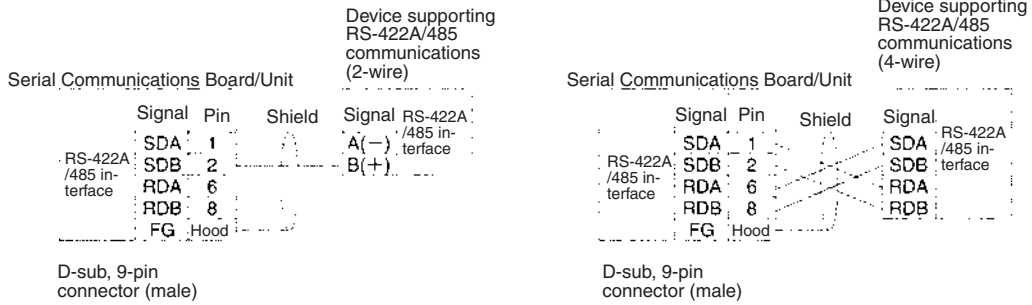 Device supporting
RS-422A/485
communications
(2-wire)
Serial Communications Board/Unit
Signal Pin Shield Signal RS-422A
/485 in-
terface
SDA 1 A(−)
SDB 2 B(+)
RDA 6
RDB 8
FG Hood
RS-422A
/485 in-
terface
D-sub, 9-pin
connector (male)
Device supporting
RS-422A/485
communications
(4-wire)
Serial Communications Board/Unit
Signal Pin Shield Signal
SDA 1 SDA
SDB 2 SDB
RDA 6 RDA
RDB 8 RDB
FG Hood
RS-422A
/485 in-
terface
RS-422A
/485 in-
terface
D-sub, 9-pin
connector (male)